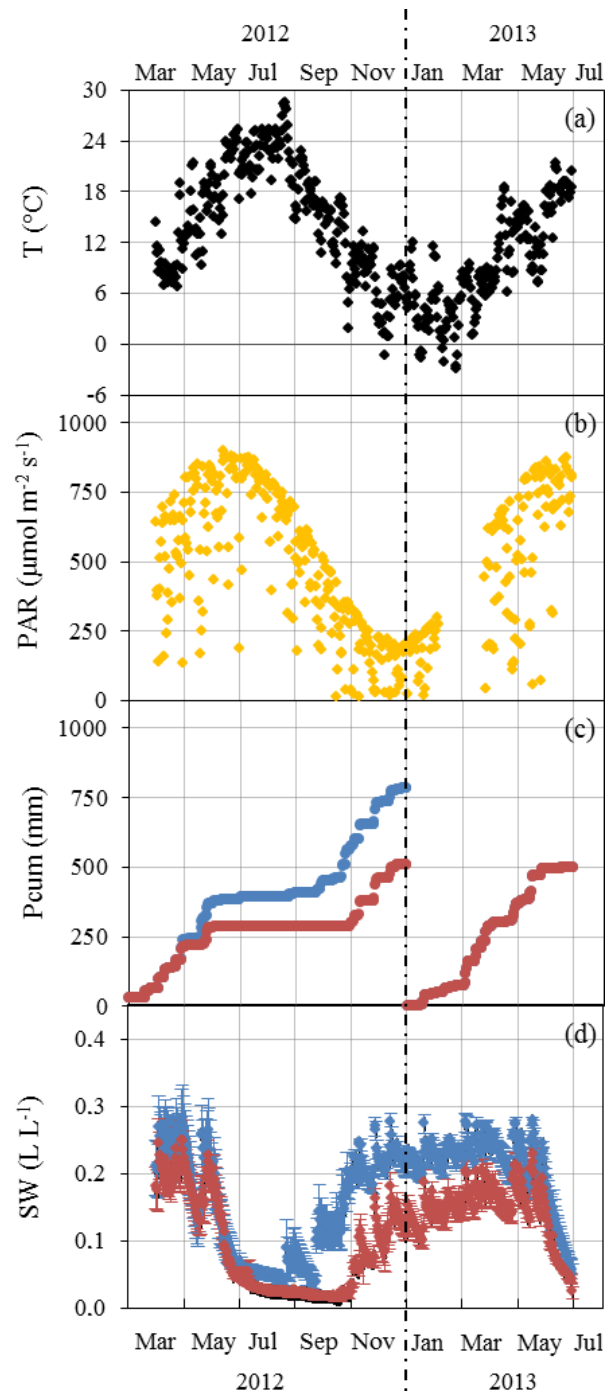 2012 2013
Mar May Jul Sep Nov Jan Mar May Jul
(a)
T (°C)
30
24
18
12
6
0
-6
(b)
PAR (μmol m⁻² s⁻¹)
1000
750
500
250
0
(c)
Pcum (mm)
1000
750
500
250
0
(d)
SW (L L⁻¹)
0.4
0.3
0.2
0.1
0.0
Mar May Jul Sep Nov Jan Mar May Jul
2012 2013